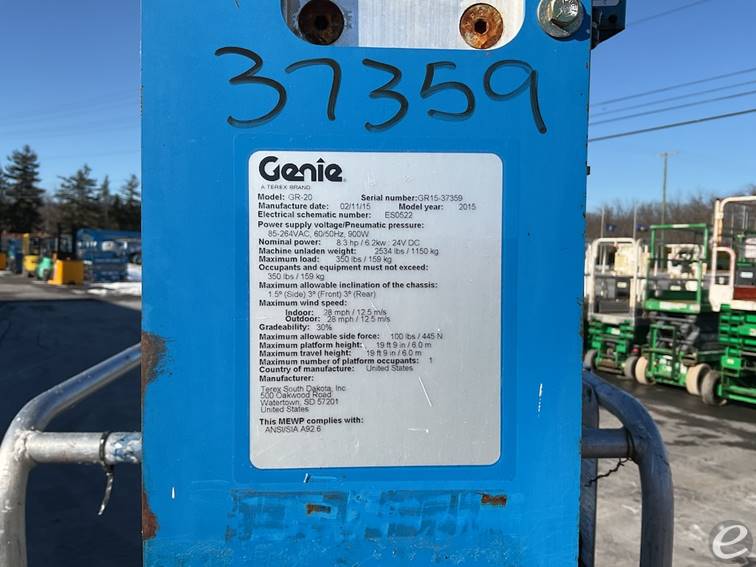 37359
Genie
A TEREX BRAND
Model: GR-20 Serial number:GR15-37359
Manufacture date: 02/11/15 Model year: 2015
Electrical schematic number: ES0522
Power supply voltage/Pneumatic pressure:
85-264VAC, 60/50Hz, 900W
Nominal power: 8.3 hp / 6.2kw : 24V DC
Machine unladen weight: 2534 lbs / 1150 kg
Maximum load: 350 lbs / 159 kg
Occupants and equipment must not exceed:
350 lbs / 159 kg
Maximum allowable inclination of the chassis:
1.5° (Side) 3° (Front) 3° (Rear)
Maximum wind speed:
Indoor: 28 mph / 12.5 m/s
Outdoor: 28 mph / 12.5 m/s
Gradeability: 30%
Maximum allowable side force: 100 lbs / 445 N
Maximum platform height: 19 ft 9 in / 6.0 m
Maximum travel height: 19 ft 9 in / 6.0 m
Maximum number of platform occupants: 1
Country of manufacture: United States
Manufacturer:
Terex South Dakota, Inc.
500 Oakwood Road
Watertown, SD 57201
United States
This MEWP complies with:
ANSI/SIA A92.6
e